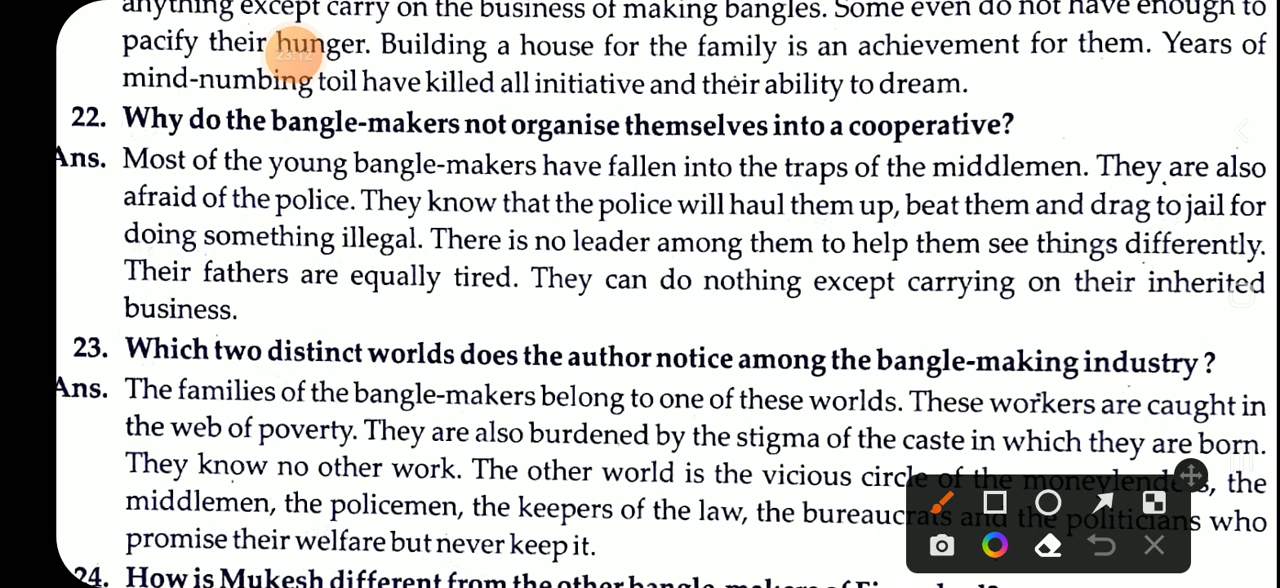 anything except carry on the business of making bangles. Some even do not have enough to
pacify their hunger. Building a house for the family is an achievement for them. Years of
mind-numbing toil have killed all initiative and their ability to dream.
22. Why do the bangle-makers not organise themselves into a cooperative?
Ans. Most of the young bangle-makers have fallen into the traps of the middlemen. They are also
afraid of the police. They know that the police will haul them up, beat them and drag to jail for
doing something illegal. There is no leader among them to help them see things differently.
Their fathers are equally tired. They can do nothing except carrying on their inherited
business.
23. Which two distinct worlds does the author notice among the bangle-making industry?
Ans. The families of the bangle-makers belong to one of these worlds. These workers are caught in
the web of poverty. They are also burdened by the stigma of the caste in which they are born.
They know no other work. The other world is the vicious circle of the moneylenders, the
middlemen, the policemen, the keepers of the law, the bureaucrats and the politicians who
promise their welfare but never keep it.
24. How is Mukesh different from the other bangle-makers of